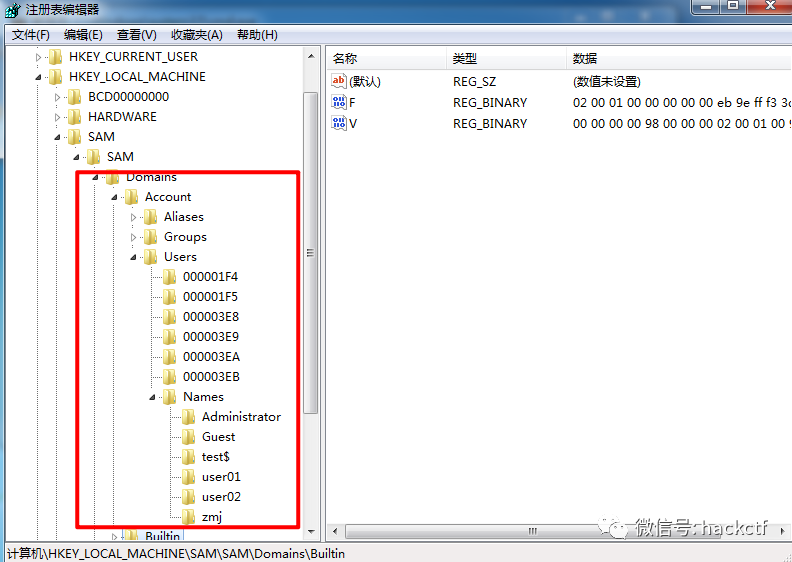 注册表编辑器
文件(F) 编辑(E) 查看(V) 收藏夹(A) 帮助(H)
HKEY_CURRENT_USER
HKEY_LOCAL_MACHINE
BCD00000000
HARDWARE
SAM
SAM
Domains
Account
Aliases
Groups
Users
000001F4
000001F5
000003E8
000003E9
000003EA
000003EB
Names
Administrator
Guest
test$
user01
user02
zmj
Builtin
名称 类型 数据
(默认) REG_SZ (数值未设置)
F REG_BINARY 02 00 01 00 00 00 00 00 eb 9e ff f3 3d
V REG_BINARY 00 00 00 00 98 00 00 00 02 00 01 00 9
微信号: hackctf
计算机\HKEY_LOCAL_MACHINE\SAM\SAM\Domains\Builtin